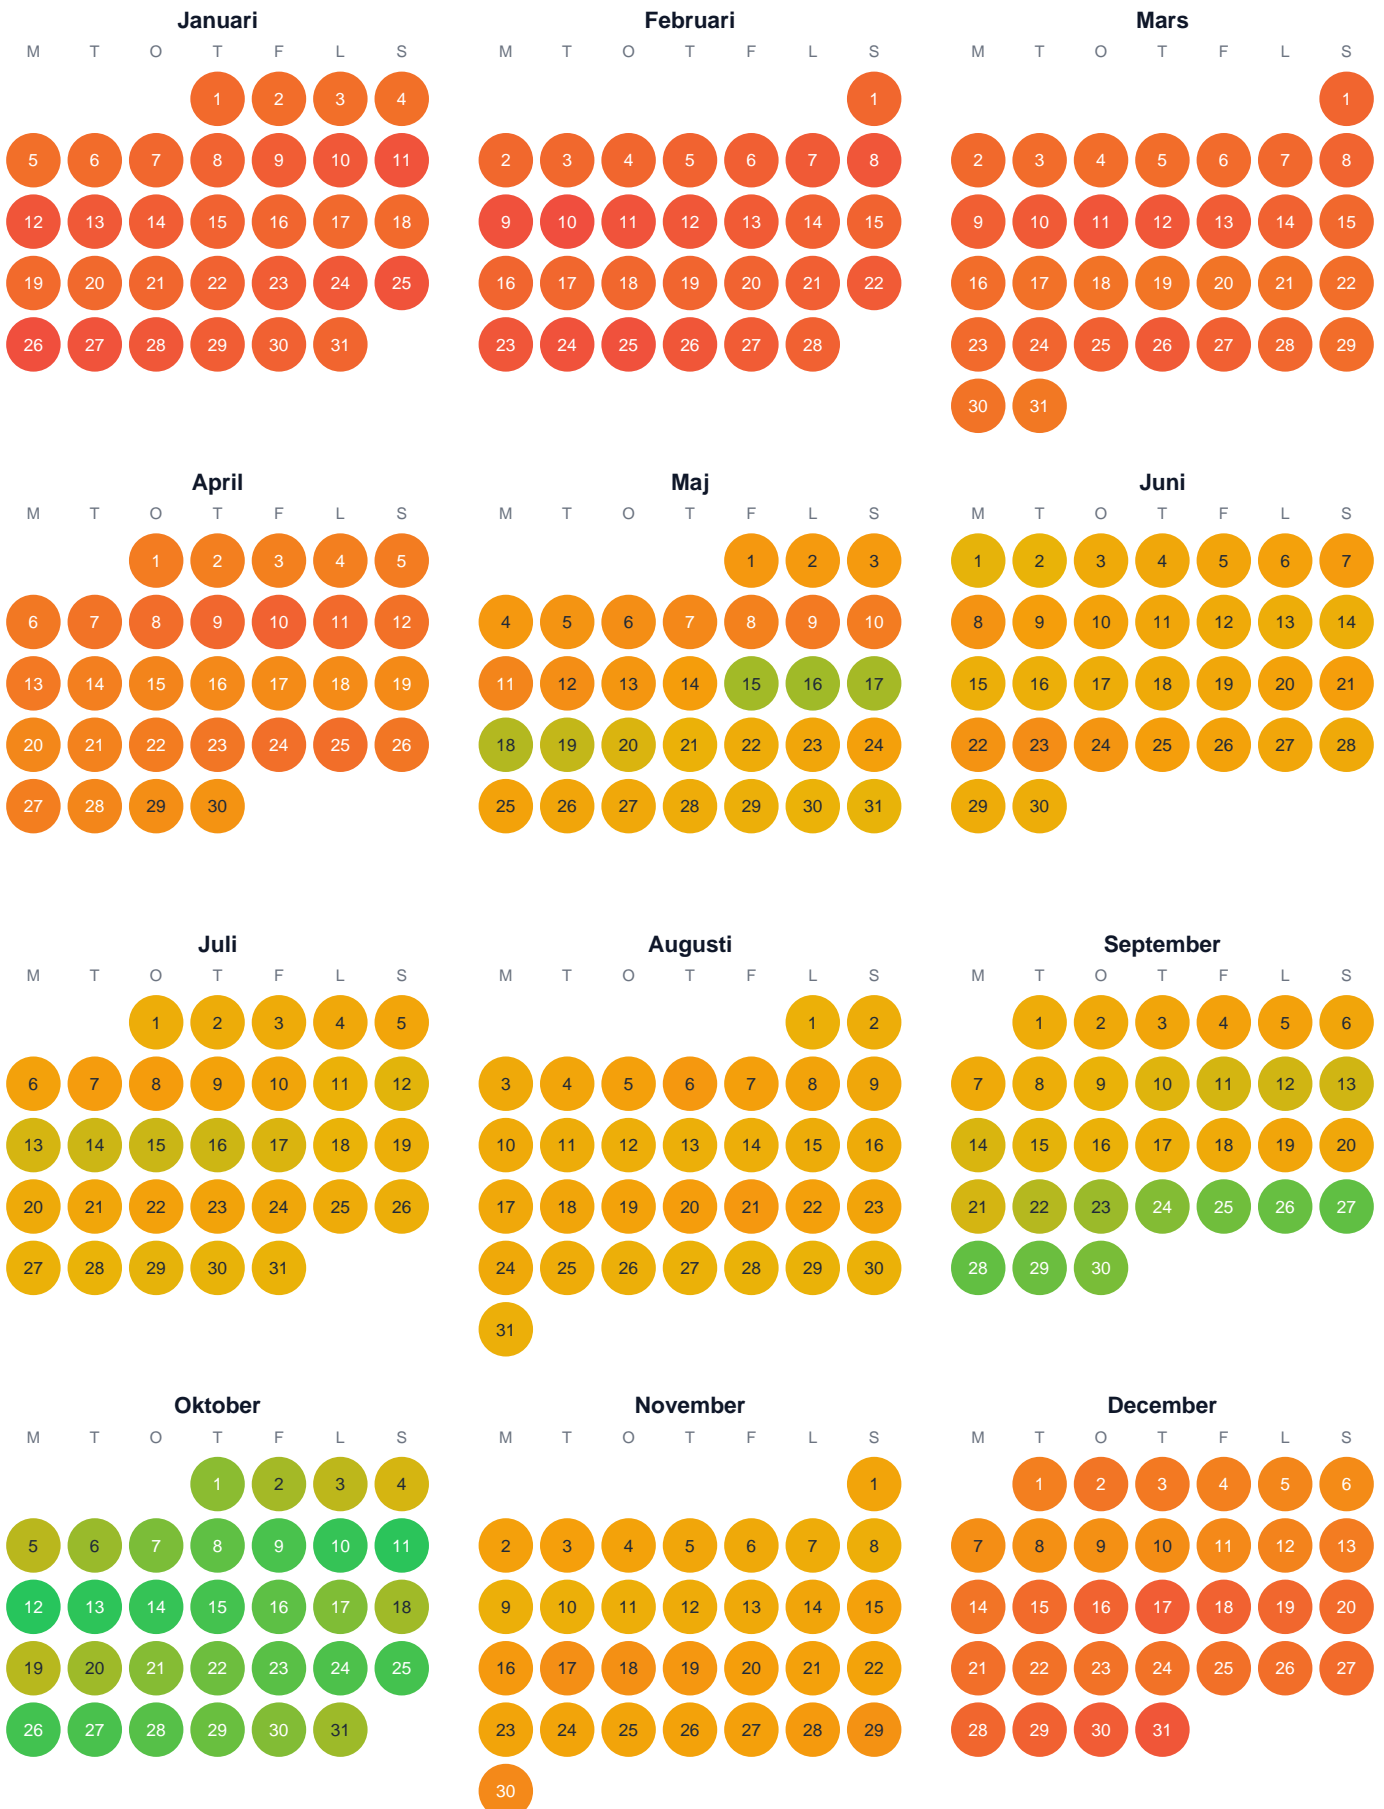 Januari Februari Mars
M T O T F L S M T O T F L S M T O T F L S
1 2 3 4 1 1
5 6 7 8 9 10 11 2 3 4 5 6 7 8 2 3 4 5 6 7 8
12 13 14 15 16 17 18 9 10 11 12 13 14 15 9 10 11 12 13 14 15
19 20 21 22 23 24 25 16 17 18 19 20 21 22 16 17 18 19 20 21 22
26 27 28 29 30 31 23 24 25 26 27 28 23 24 25 26 27 28 29
30 31
April Maj Juni
M T O T F L S M T O T F L S M T O T F L S
1 2 3 4 5 1 2 3 1 2 3 4 5 6 7
6 7 8 9 10 11 12 4 5 6 7 8 9 10 8 9 10 11 12 13 14
13 14 15 16 17 18 19 11 12 13 14 15 16 17 15 16 17 18 19 20 21
20 21 22 23 24 25 26 18 19 20 21 22 23 24 22 23 24 25 26 27 28
27 28 29 30 25 26 27 28 29 30 31 29 30
Juli Augusti September
M T O T F L S M T O T F L S M T O T F L S
1 2 3 4 5 1 2 1 2 3 4 5 6
6 7 8 9 10 11 12 3 4 5 6 7 8 9 7 8 9 10 11 12 13
13 14 15 16 17 18 19 10 11 12 13 14 15 16 14 15 16 17 18 19 20
20 21 22 23 24 25 26 17 18 19 20 21 22 23 21 22 23 24 25 26 27
27 28 29 30 31 24 25 26 27 28 29 30 28 29 30
31
Oktober November December
M T O T F L S M T O T F L S M T O T F L S
1 2 3 4 1 1 2 3 4 5 6
5 6 7 8 9 10 11 2 3 4 5 6 7 8 7 8 9 10 11 12 13
12 13 14 15 16 17 18 9 10 11 12 13 14 15 14 15 16 17 18 19 20
19 20 21 22 23 24 25 16 17 18 19 20 21 22 21 22 23 24 25 26 27
26 27 28 29 30 31 23 24 25 26 27 28 29 28 29 30 31
30